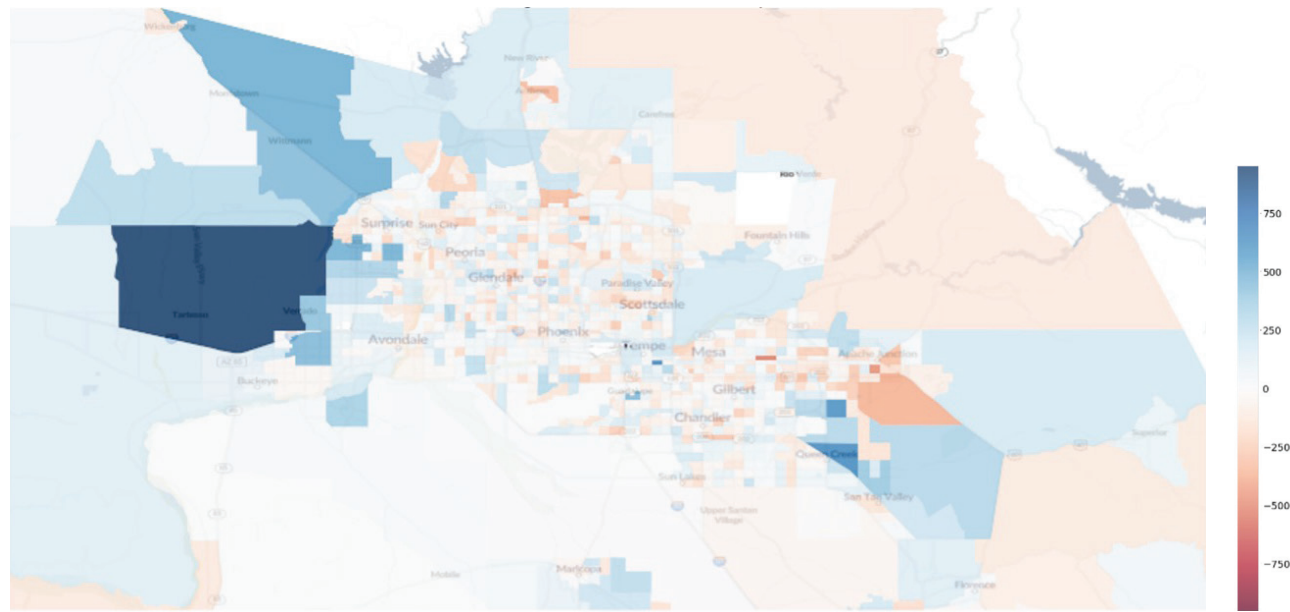 Wickenburg
New River
Morristown
Anthem
Carefree
Wittmann
Rio Verde
Surprise
Sun City
Fountain Hills
Peoria
Glendale
Paradise Valley
Scottsdale
Tartesso
Verrado
Phoenix
Tempe
Avondale
Mesa
Apache Junction
Buckeye
Guadalupe
Gilbert
Chandler
Superior
Queen Creek
Sun Lakes
San Tan Valley
Upper Santan
Village
Maricopa
Mobile
Florence
750
500
250
0
−250
−500
−750